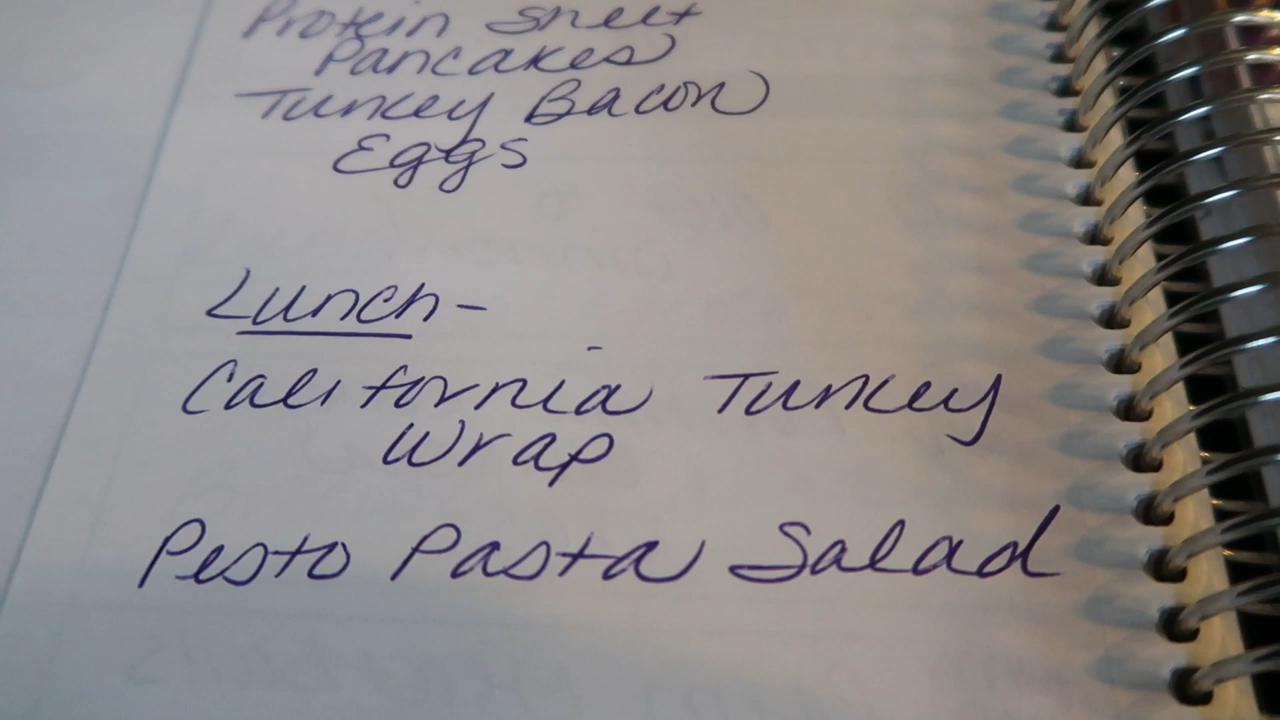 Protein Sheet
Pancakes
Turkey Bacon
Eggs
Lunch-
California Turkey
Wrap
Pesto Pasta Salad